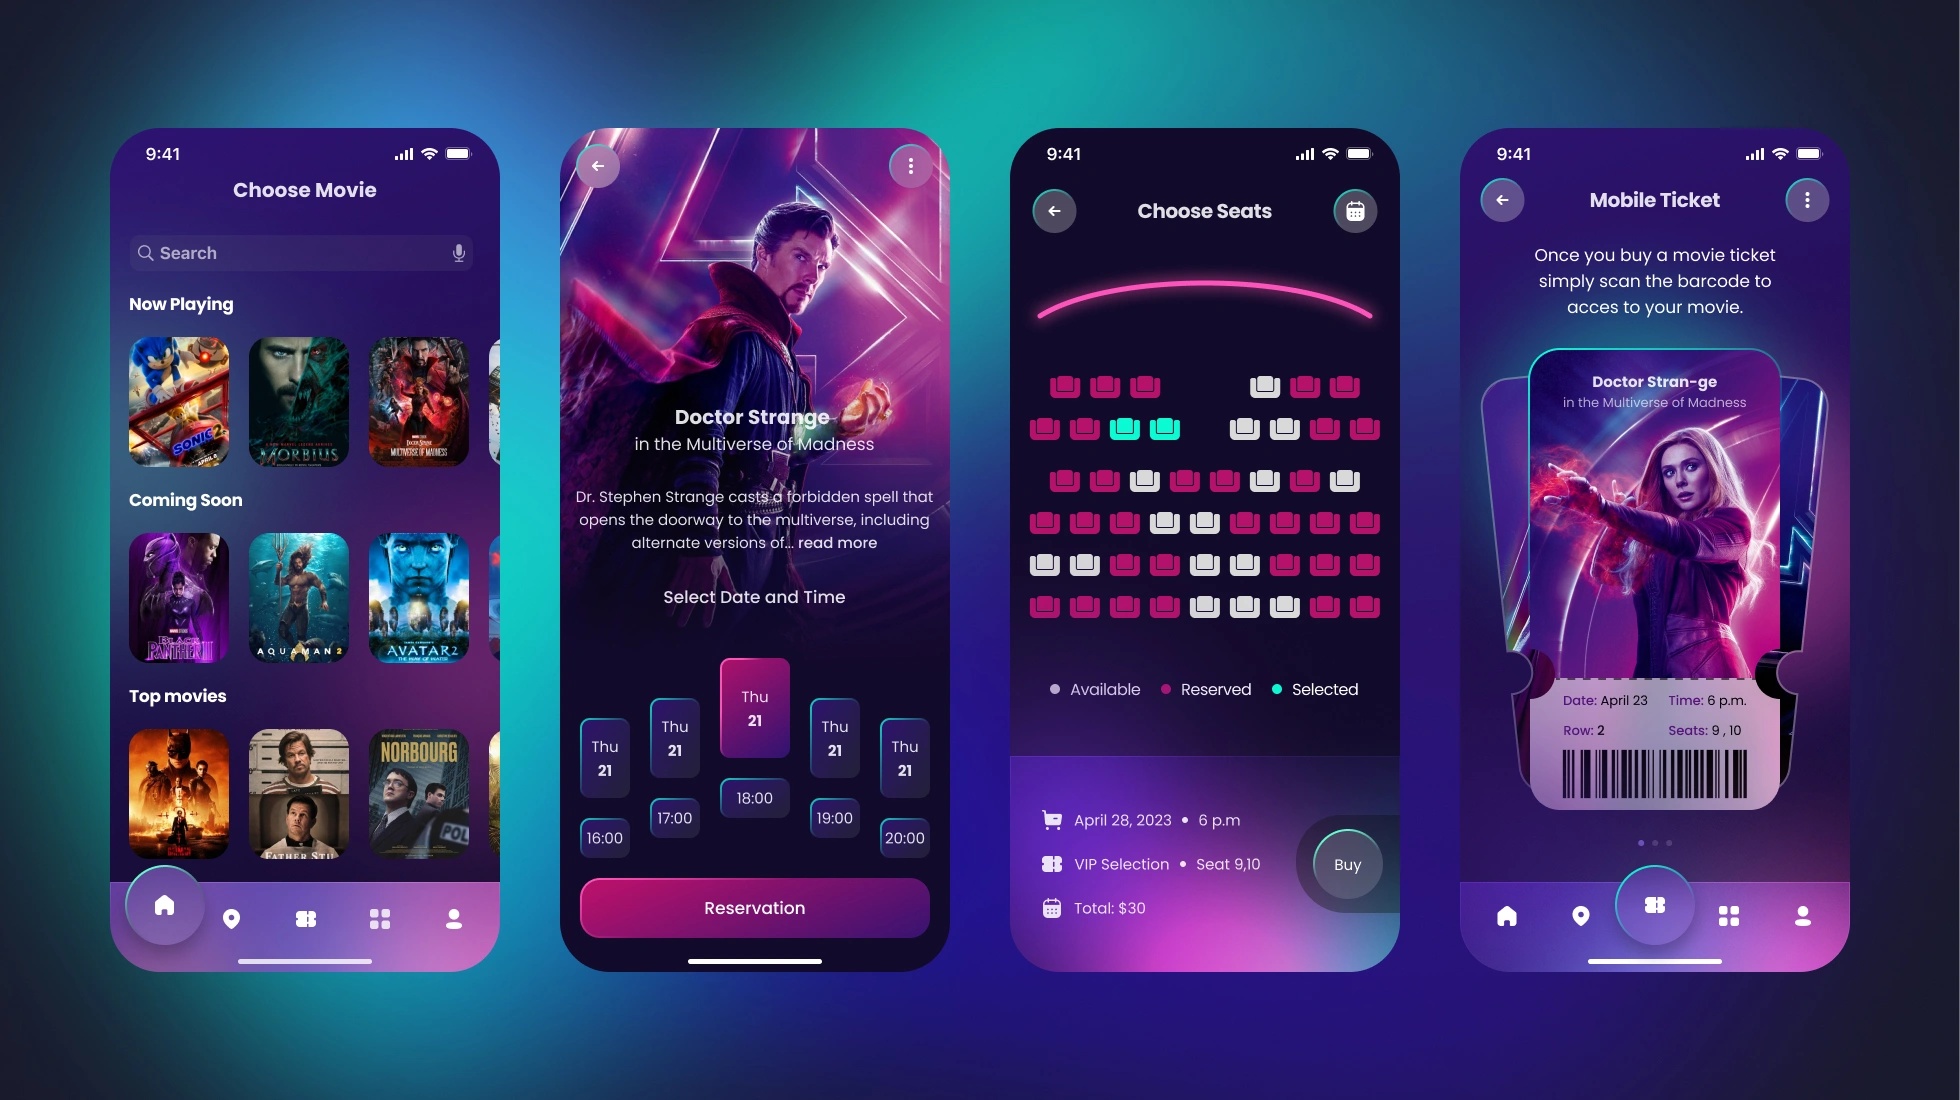 9:41
Choose Movie
Search
Now Playing
SONIC 2
APRIL 8
MORBIUS
DOCTOR STRANGE
MULTIVERSE OF MADNESS
Coming Soon
BLACK
PANTHER II
AQUAMAN 2
AVATAR 2
Top movies
FATHER STU
NORBOURG
POL
Doctor Strange
in the Multiverse of Madness
Dr. Stephen Strange casts a forbidden spell that
opens the doorway to the multiverse, including
alternate versions of... read more
Select Date and Time
Thu
21
Thu
21
Thu
21
Thu
21
Thu
21
16:00
17:00
18:00
19:00
20:00
Reservation
9:41
Choose Seats
Available
Reserved
Selected
April 28, 2023 • 6 p.m
VIP Selection • Seat 9,10
Total: $30
Buy
9:41
Mobile Ticket
Once you buy a movie ticket
simply scan the barcode to
acces to your movie.
Doctor Stran-ge
in the Multiverse of Madness
Date: April 23 Time: 6 p.m.
Row: 2 Seats: 9 , 10